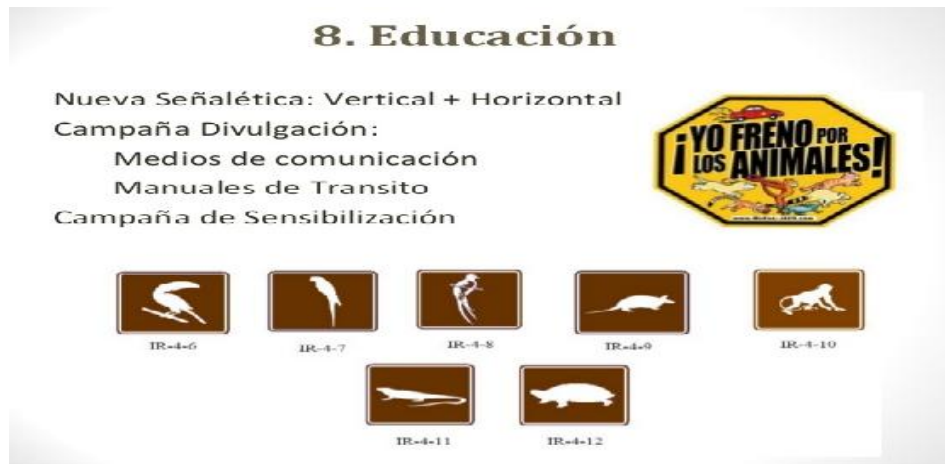 8. Educación
Nueva Señalética: Vertical + Horizontal
Campaña Divulgación:
Medios de comunicación
Manuales de Transito
Campaña de Sensibilización
¡YO FRENO POR
LOS ANIMALES!
IR-4-6
IR-4-7
IR-4-8
IR-4-9
IR-4-10
IR-4-11
IR-4-12